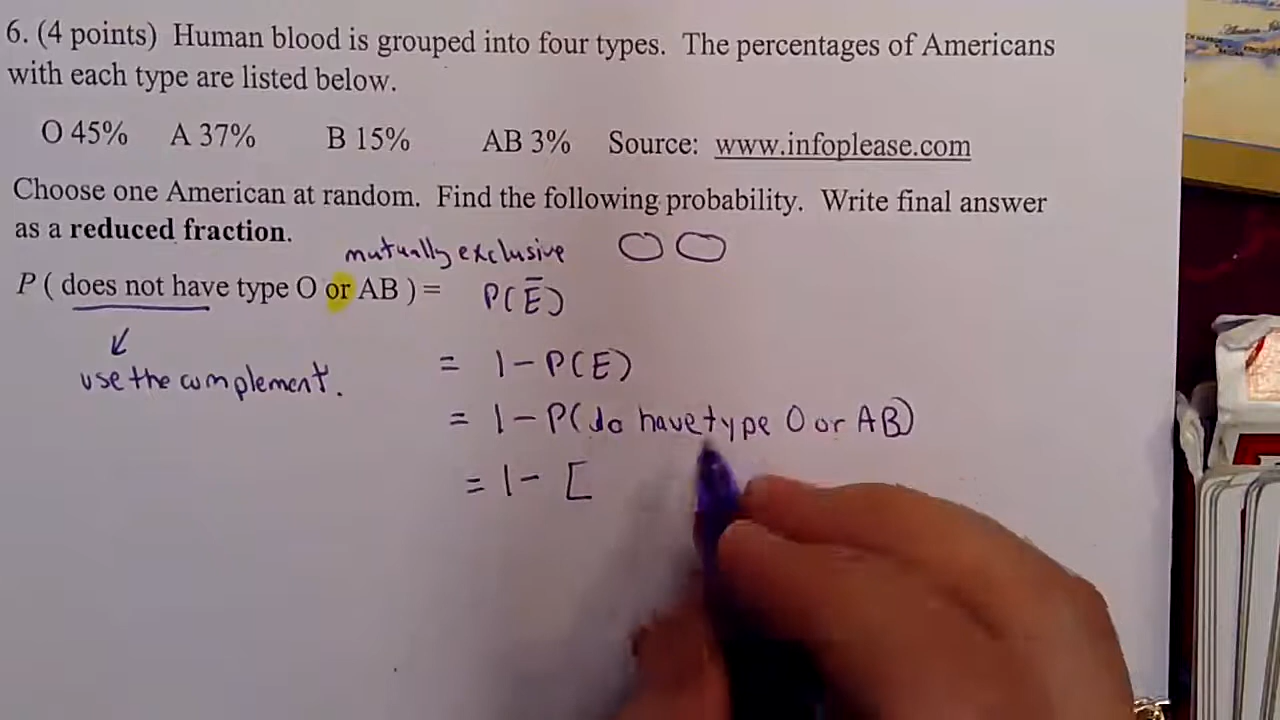 6. (4 points) Human blood is grouped into four types. The percentages of Americans
with each type are listed below.
O 45% A 37% B 15% AB 3% Source: www.infoplease.com
Choose one American at random. Find the following probability. Write final answer
as a reduced fraction.
mutually exclusive
P ( does not have type O or AB ) = P(E̅)
use the complement.
= 1 - P(E)
= 1 - P(do have type O or AB)
= 1 - [